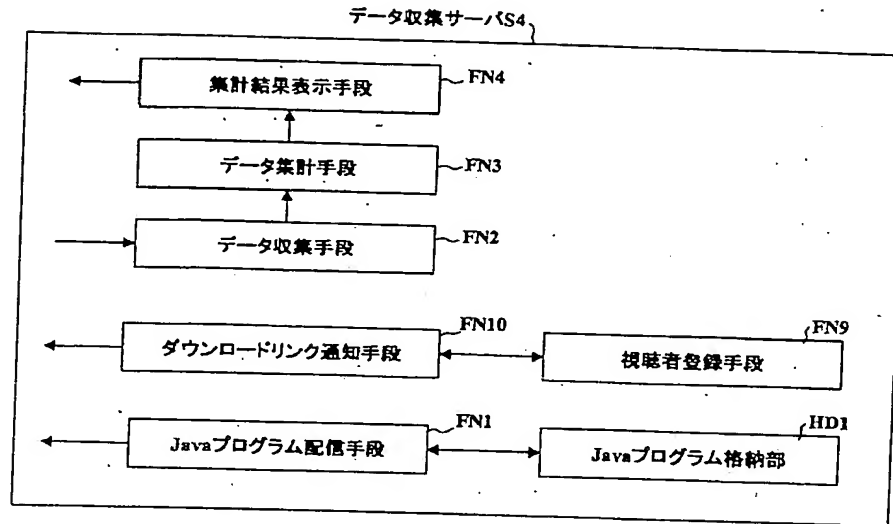 データ収集サーバS4
集計結果表示手段
FN4
データ集計手段
FN3
データ収集手段
FN2
ダウンロードリンク通知手段
FN10
視聴者登録手段
FN9
Javaプログラム配信手段
FN1
Javaプログラム格納部
HD1